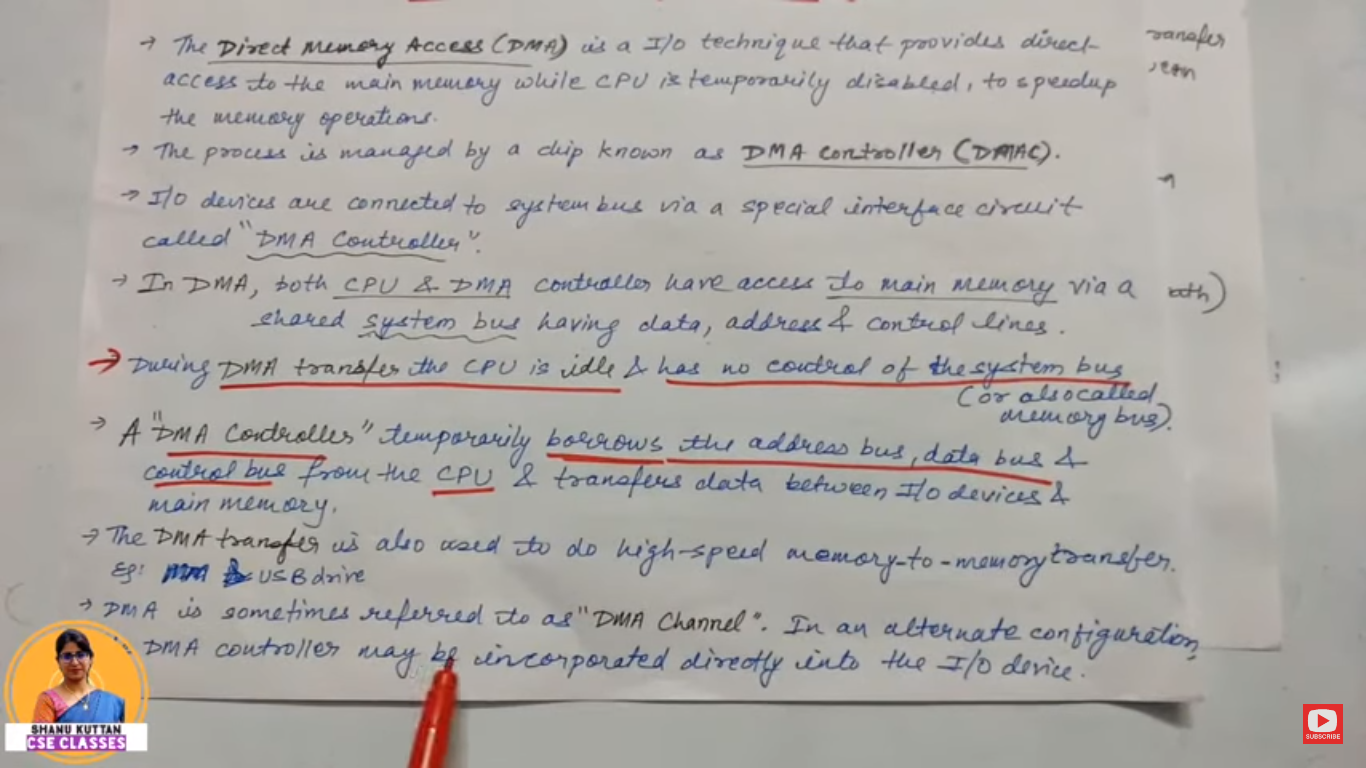 → The Direct Memory Access (DMA) is a I/O technique that provides direct
access to the main memory while CPU is temporarily disabled, to speedup
the memory operations.
→ The process is managed by a chip known as DMA Controller (DMAC).
→ I/O devices are connected to system bus via a special interface circuit
called "DMA Controller".
→ In DMA, both CPU & DMA controller have access to main memory via a
shared system bus having data, address & control lines.
→ During DMA transfer the CPU is idle & has no control of the system bus
(or also called
memory bus).
→ A "DMA Controller" temporarily borrows the address bus, data bus &
control bus from the CPU & transfers data between I/O devices &
main memory.
→ The DMA transfer is also used to do high-speed memory-to-memory transfer.
Eg: USB drive
→ DMA is sometimes referred to as "DMA Channel". In an alternate configuration,
DMA controller may be incorporated directly into the I/O device.
SHANU KUTTAN
CSE CLASSES
SUBSCRIBE